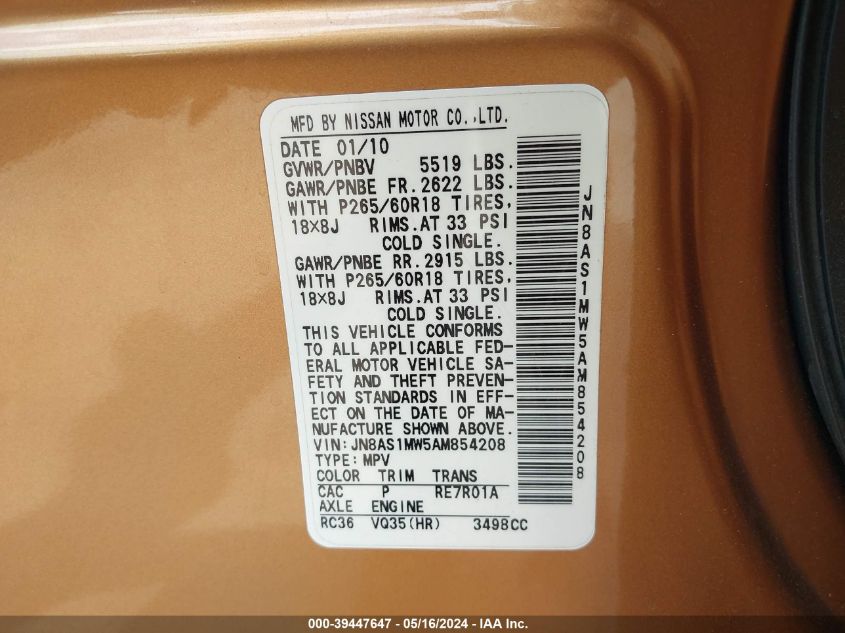 MFD BY NISSAN MOTOR CO.,LTD.
DATE 01/10
GVWR/PNBV 5519 LBS.
GAWR/PNBE FR.2622 LBS.
WITH P265/60R18 TIRES,
18×8J RIMS.AT 33 PSI
COLD SINGLE.
GAWR/PNBE RR.2915 LBS.
WITH P265/60R18 TIRES,
18×8J RIMS.AT 33 PSI
COLD SINGLE.
THIS VEHICLE CONFORMS
TO ALL APPLICABLE FED-
ERAL MOTOR VEHICLE SA-
FETY AND THEFT PREVEN-
TION STANDARDS IN EFF-
ECT ON THE DATE OF MA-
NUFACTURE SHOWN ABOVE.
VIN:JN8AS1MW5AM854208
TYPE:MPV
COLOR TRIM TRANS
CAC P RE7R01A
AXLE ENGINE
RC36 VQ35(HR) 3498CC
JN8AS1MW5AM854208
000-39447647 - 05/16/2024 - IAA Inc.